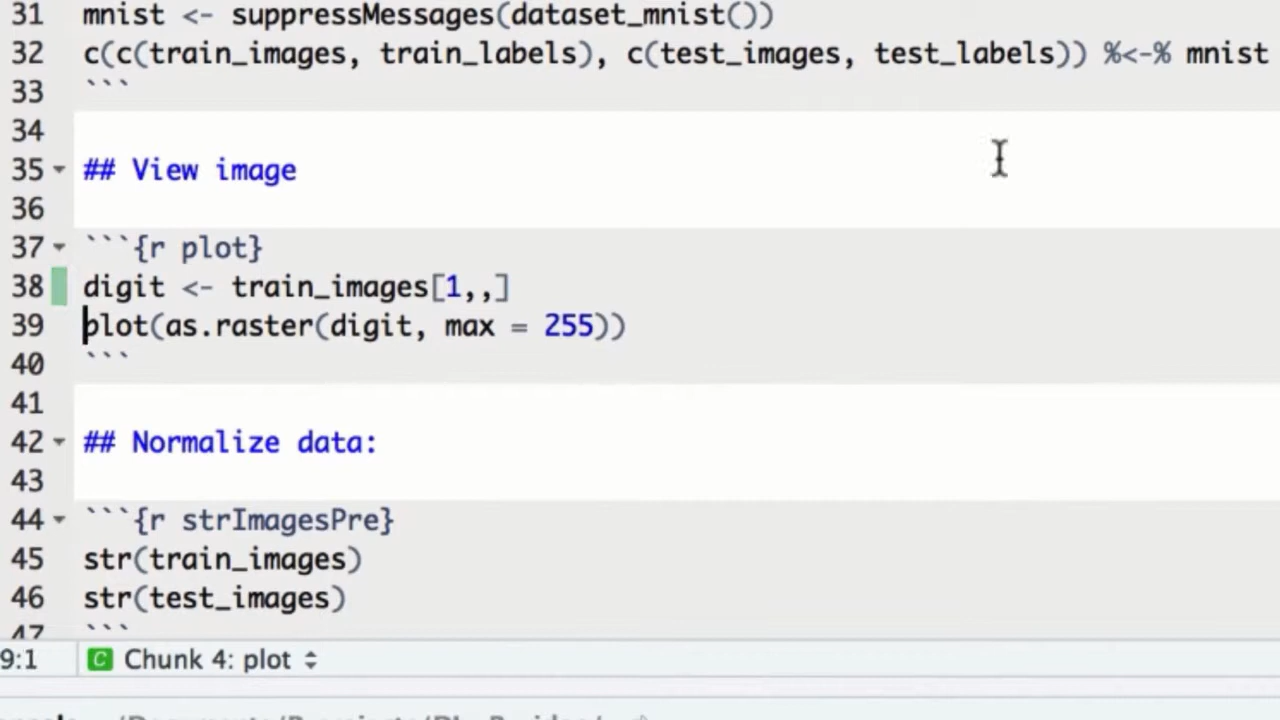 31 mnist <- suppressMessages(dataset_mnist())
32 c(c(train_images, train_labels), c(test_images, test_labels)) %<-% mnist
33 ```
34
35 ## View image
36
37 ```{r plot}
38 digit <- train_images[1,,]
39 plot(as.raster(digit, max = 255))
40 ```
41
42 ## Normalize data:
43
44 ```{r strImagesPre}
45 str(train_images)
46 str(test_images)
47 ```
9:1 C Chunk 4: plot